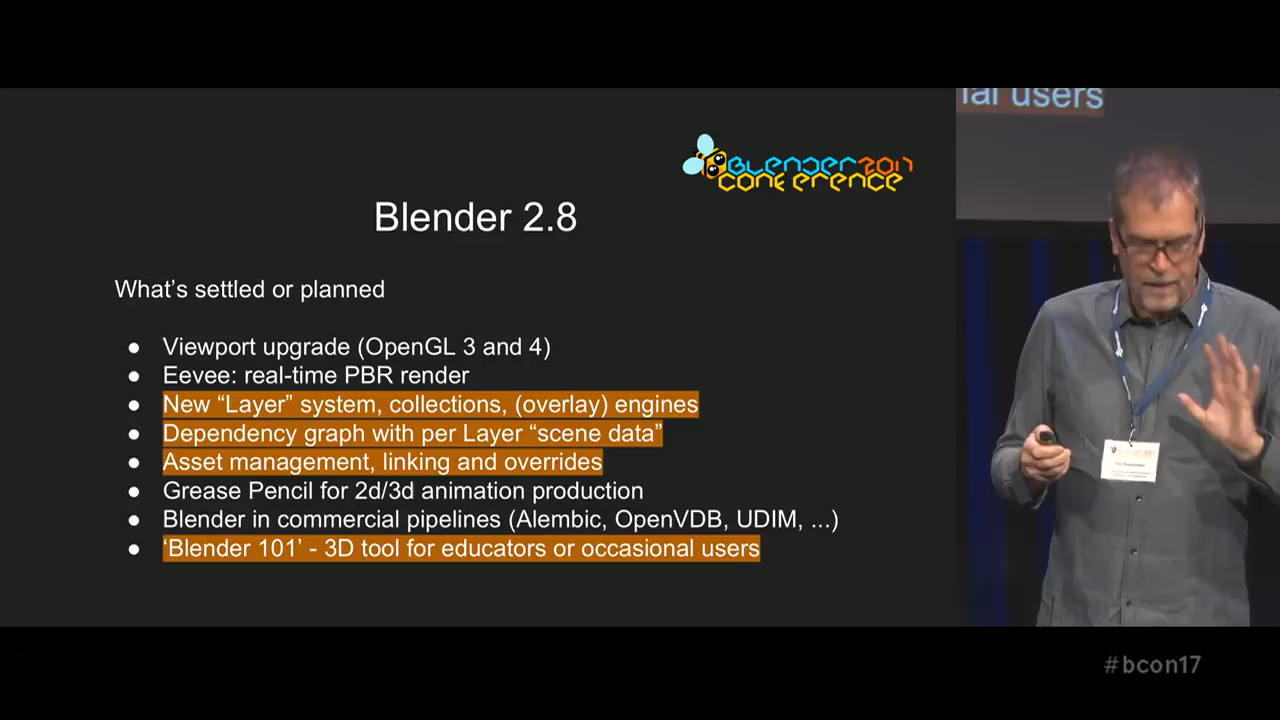 ial users
BLENDER 2017
CONFERENCE
Blender 2.8
What's settled or planned
● Viewport upgrade (OpenGL 3 and 4)
● Eevee: real-time PBR render
● New “Layer” system, collections, (overlay) engines
● Dependency graph with per Layer “scene data”
● Asset management, linking and overrides
● Grease Pencil for 2d/3d animation production
● Blender in commercial pipelines (Alembic, OpenVDB, UDIM, ...)
● ‘Blender 101’ - 3D tool for educators or occasional users
#bcon17